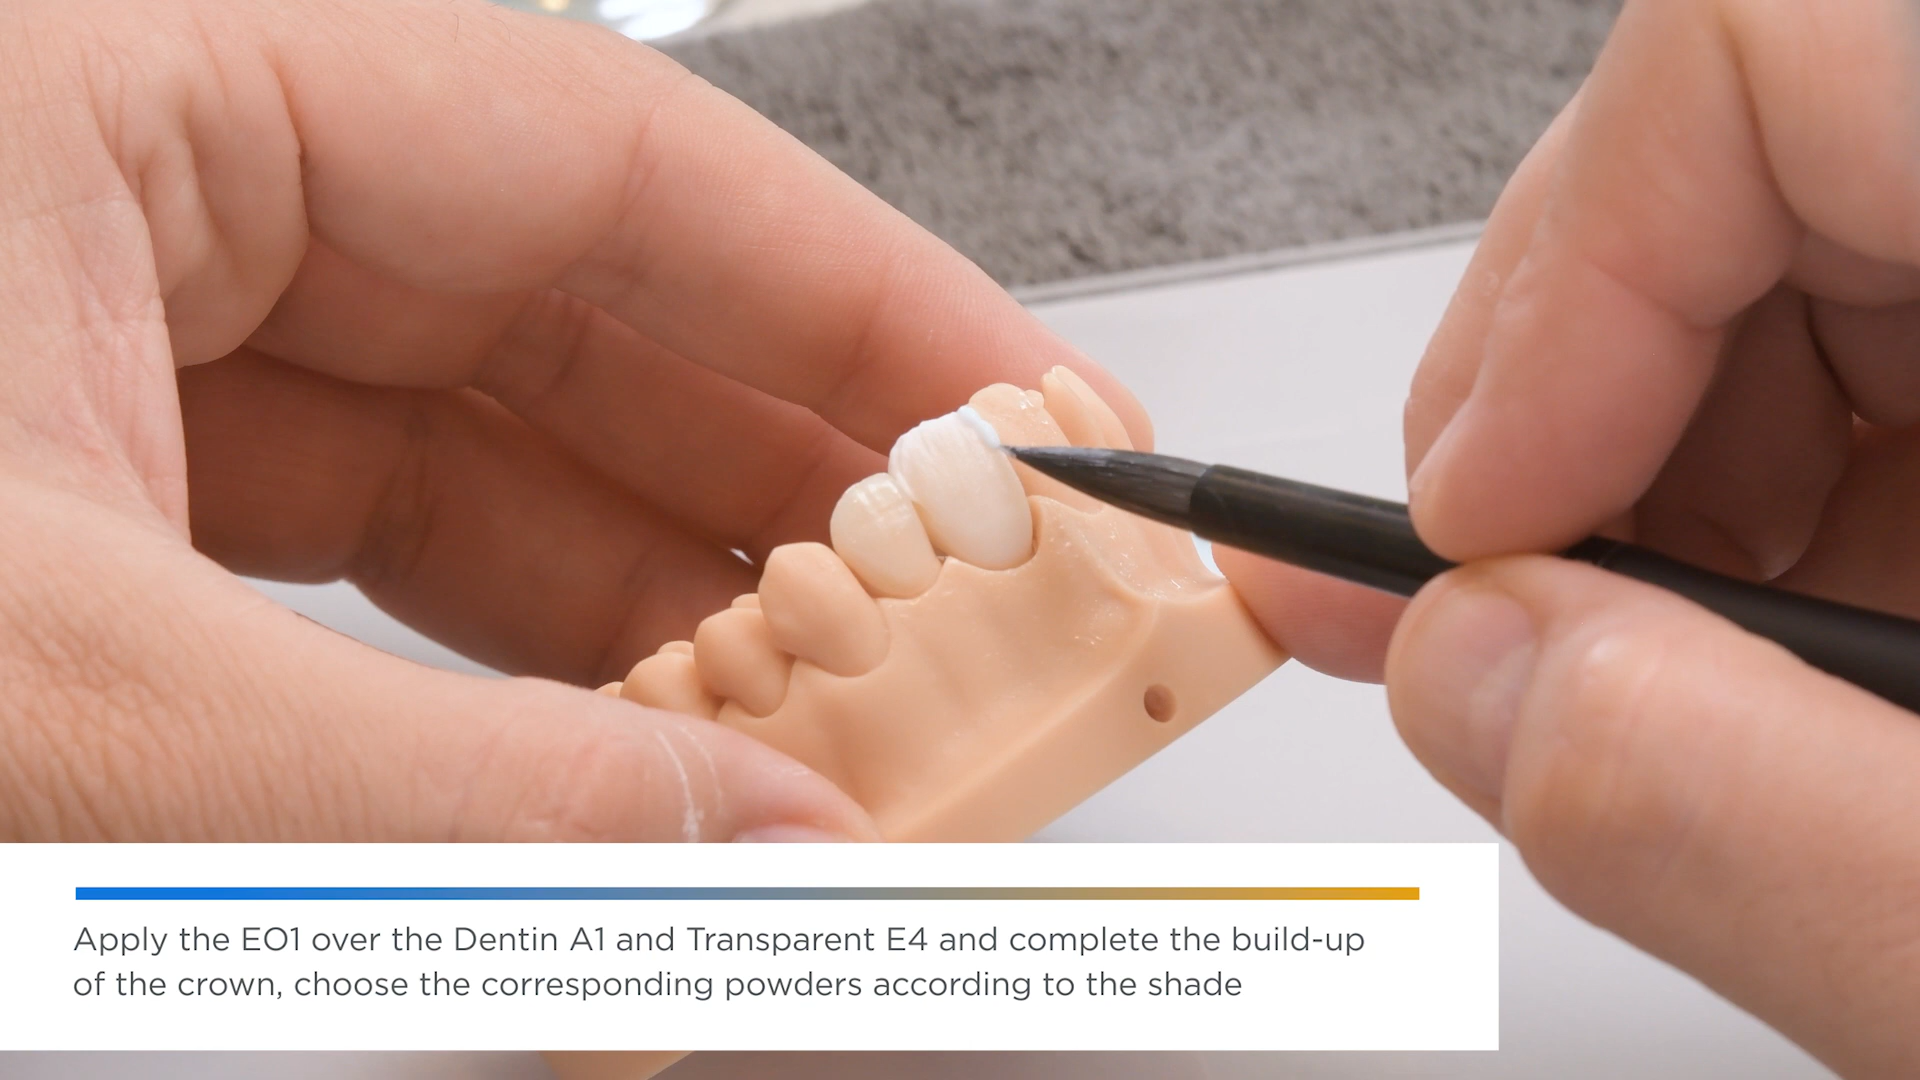 Apply the EO1 over the Dentin A1 and Transparent E4 and complete the build-up
of the crown, choose the corresponding powders according to the shade